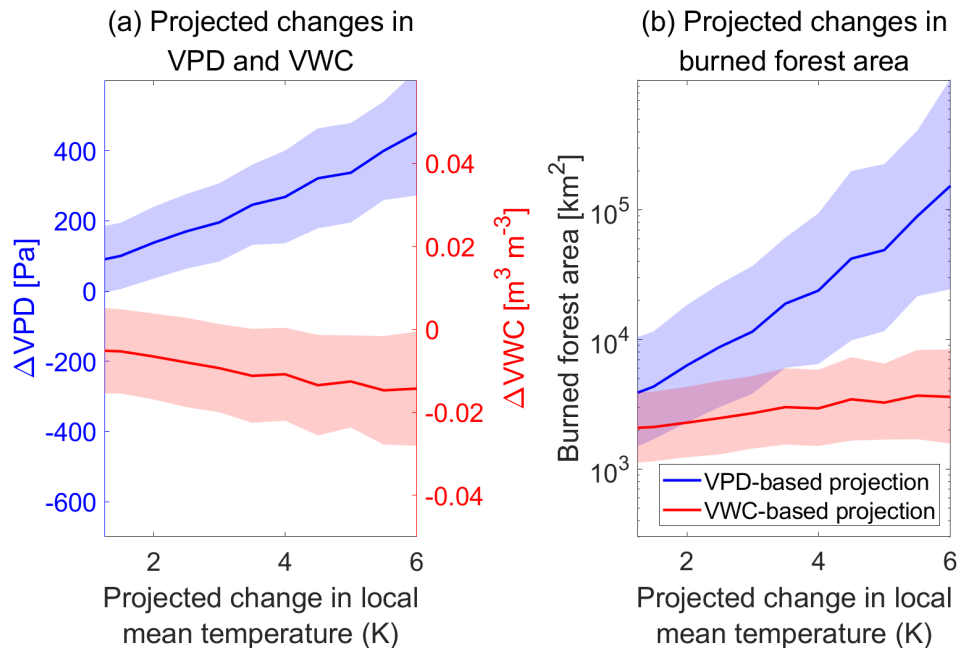 (a) Projected changes in
VPD and VWC
ΔVPD [Pa]
400
200
0
-200
-400
-600
0.04
0.02
0
-0.02
-0.04
ΔVWC [m³ m⁻³]
2
4
6
Projected change in local
mean temperature (K)
(b) Projected changes in
burned forest area
Burned forest area [km²]
10⁵
10⁴
10³
VPD-based projection
VWC-based projection
2
4
6
Projected change in local
mean temperature (K)